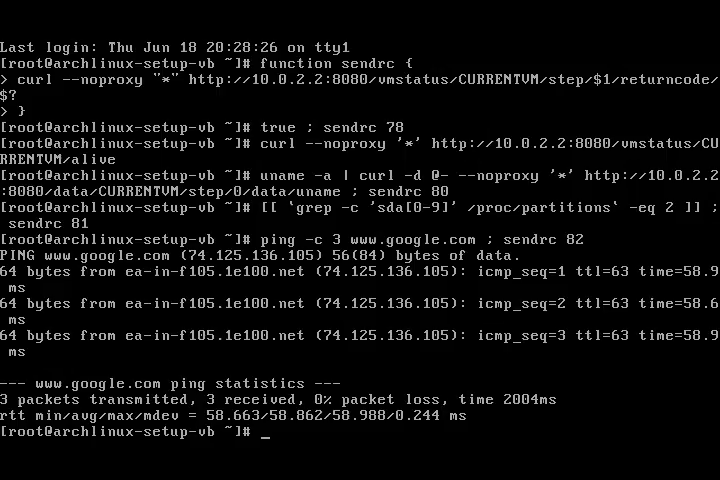 Last login: Thu Jun 18 20:28:26 on tty1
[root@archlinux-setup-vb ~]# function sendrc {
> curl --noproxy "*" http://10.0.2.2:8080/vmstatus/CURRENTVM/step/$1/returncode/
$?
> }
[root@archlinux-setup-vb ~]# true ; sendrc 78
[root@archlinux-setup-vb ~]# curl --noproxy '*' http://10.0.2.2:8080/vmstatus/CU
RRENTVM/alive
[root@archlinux-setup-vb ~]# uname -a | curl -d @- --noproxy '*' http://10.0.2.2
:8080/data/CURRENTVM/step/0/data/uname ; sendrc 80
[root@archlinux-setup-vb ~]# [[ `grep -c 'sda[0-9]' /proc/partitions` -eq 2 ]] ;
 sendrc 81
[root@archlinux-setup-vb ~]# ping -c 3 www.google.com ; sendrc 82
PING www.google.com (74.125.136.105) 56(84) bytes of data.
64 bytes from ea-in-f105.1e100.net (74.125.136.105): icmp_seq=1 ttl=63 time=58.9
 ms
64 bytes from ea-in-f105.1e100.net (74.125.136.105): icmp_seq=2 ttl=63 time=58.6
 ms
64 bytes from ea-in-f105.1e100.net (74.125.136.105): icmp_seq=3 ttl=63 time=58.9
 ms
--- www.google.com ping statistics ---
3 packets transmitted, 3 received, 0% packet loss, time 2004ms
rtt min/avg/max/mdev = 58.663/58.862/58.988/0.244 ms
[root@archlinux-setup-vb ~]# _